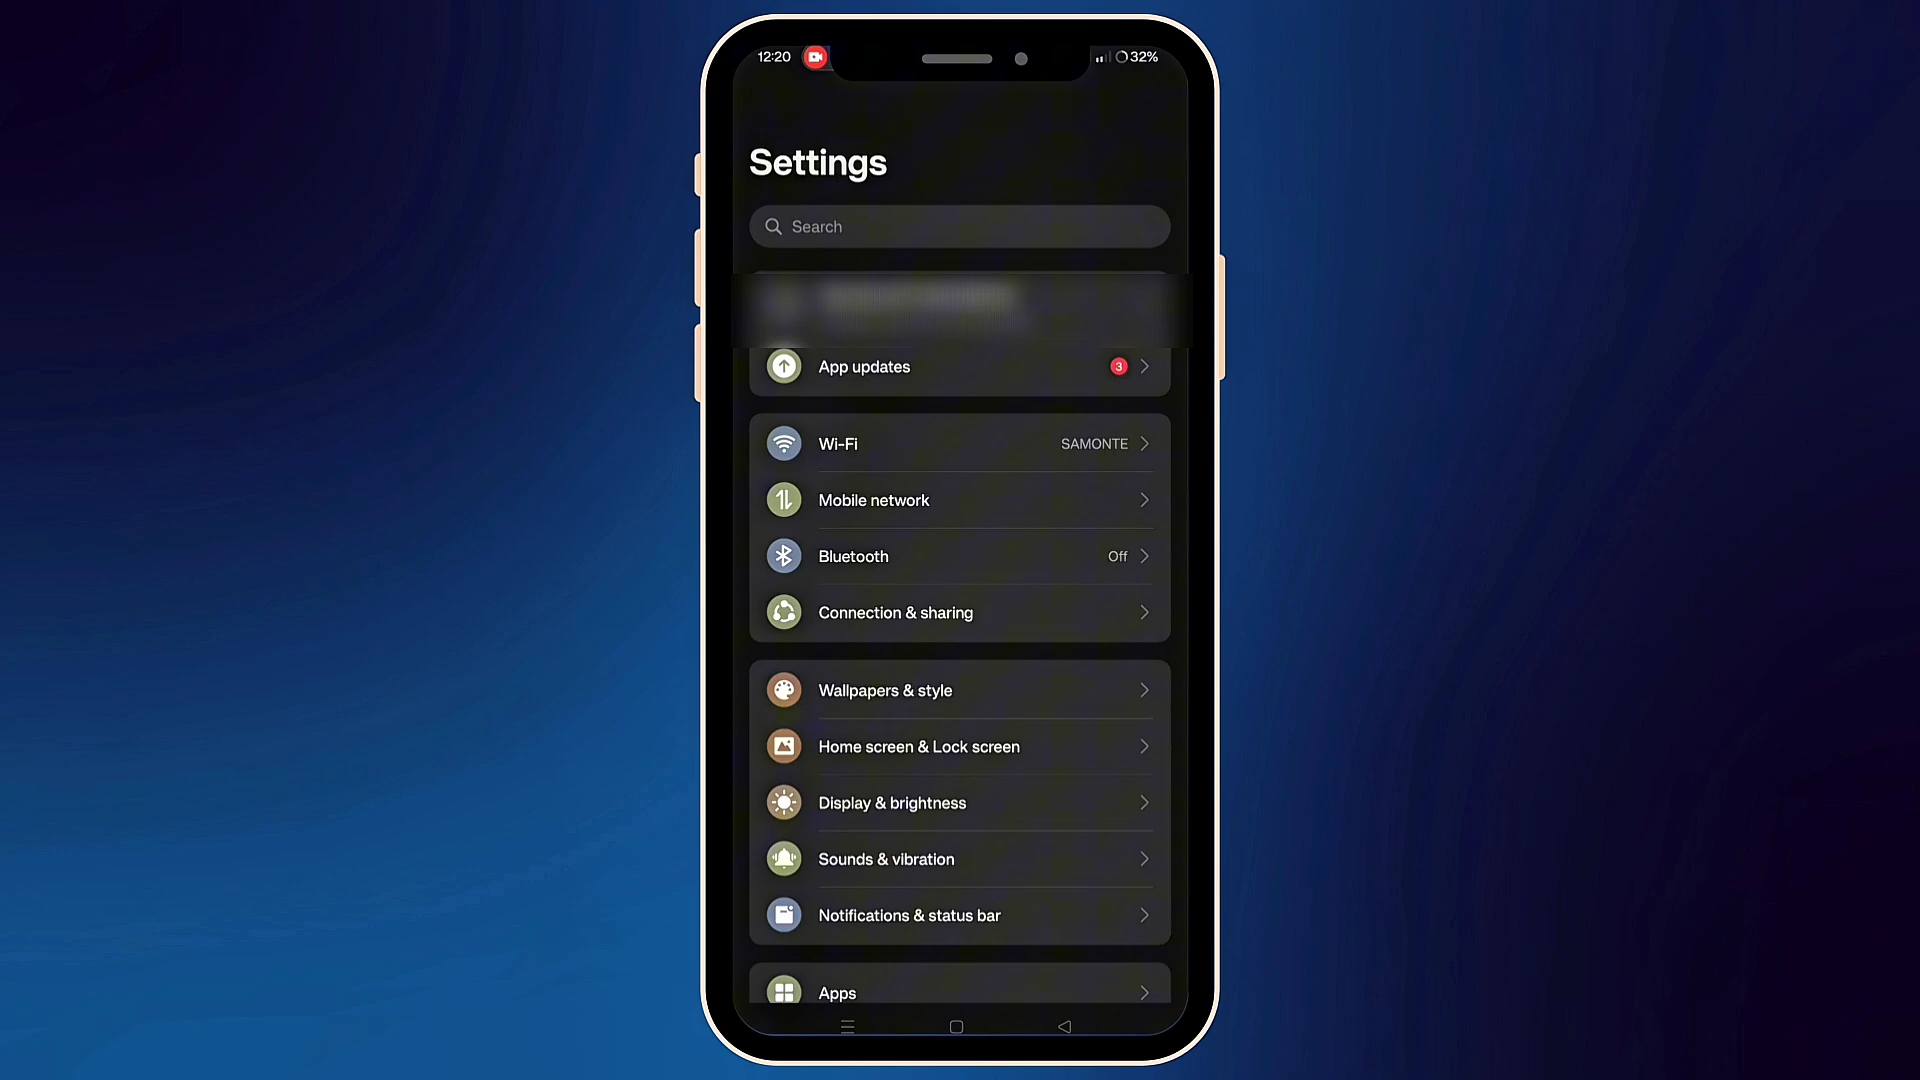 12:20 32%
Settings
Search
App updates 3
Wi-Fi SAMONTE
Mobile network
Bluetooth Off
Connection & sharing
Wallpapers & style
Home screen & Lock screen
Display & brightness
Sounds & vibration
Notifications & status bar
Apps